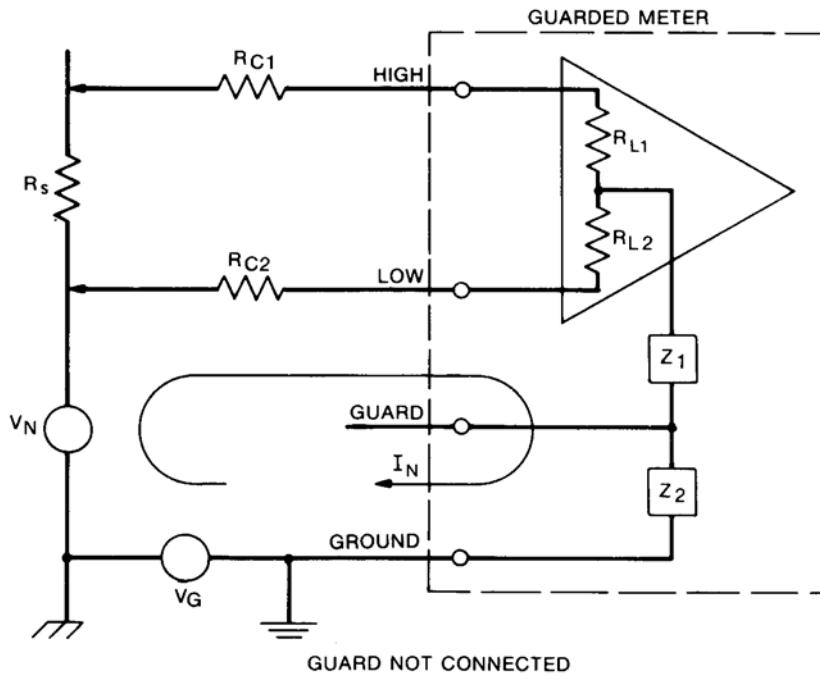 GUARDED METER
RC1
HIGH
RL1
Rs
RL2
RC2
LOW
Z1
VN
GUARD
IN
Z2
GROUND
VG
GUARD NOT CONNECTED